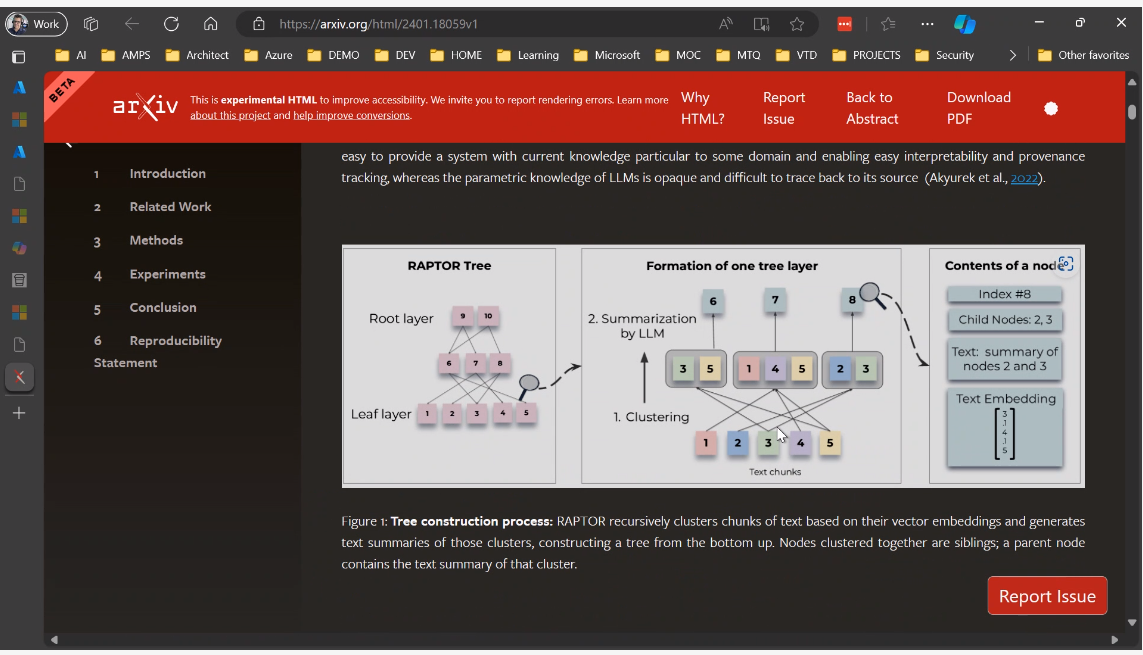 Work
https://arxiv.org/html/2401.18059v1
AI AMPS Architect Azure DEMO DEV HOME Learning Microsoft MOC MTQ VTD PROJECTS Security Other favorites
BETA
arXiv
This is experimental HTML to improve accessibility. We invite you to report rendering errors. Learn more
about this project and help improve conversions.
Why
HTML?
Report
Issue
Back to
Abstract
Download
PDF
1 Introduction
2 Related Work
3 Methods
4 Experiments
5 Conclusion
6 Reproducibility
Statement
easy to provide a system with current knowledge particular to some domain and enabling easy interpretability and provenance
tracking, whereas the parametric knowledge of LLMs is opaque and difficult to trace back to its source (Akyurek et al., 2022).
RAPTOR Tree
Root layer
9 10
6 7 8
Leaf layer
1 2 3 4 5
Formation of one tree layer
6 7 8
2. Summarization
by LLM
3 5 1 4 5 2 3
1. Clustering
1 2 3 4 5
Text chunks
Contents of a node
Index #8
Child Nodes: 2, 3
Text: summary of
nodes 2 and 3
Text Embedding
3
4
5
Figure 1: Tree construction process: RAPTOR recursively clusters chunks of text based on their vector embeddings and generates
text summaries of those clusters, constructing a tree from the bottom up. Nodes clustered together are siblings; a parent node
contains the text summary of that cluster.
Report Issue